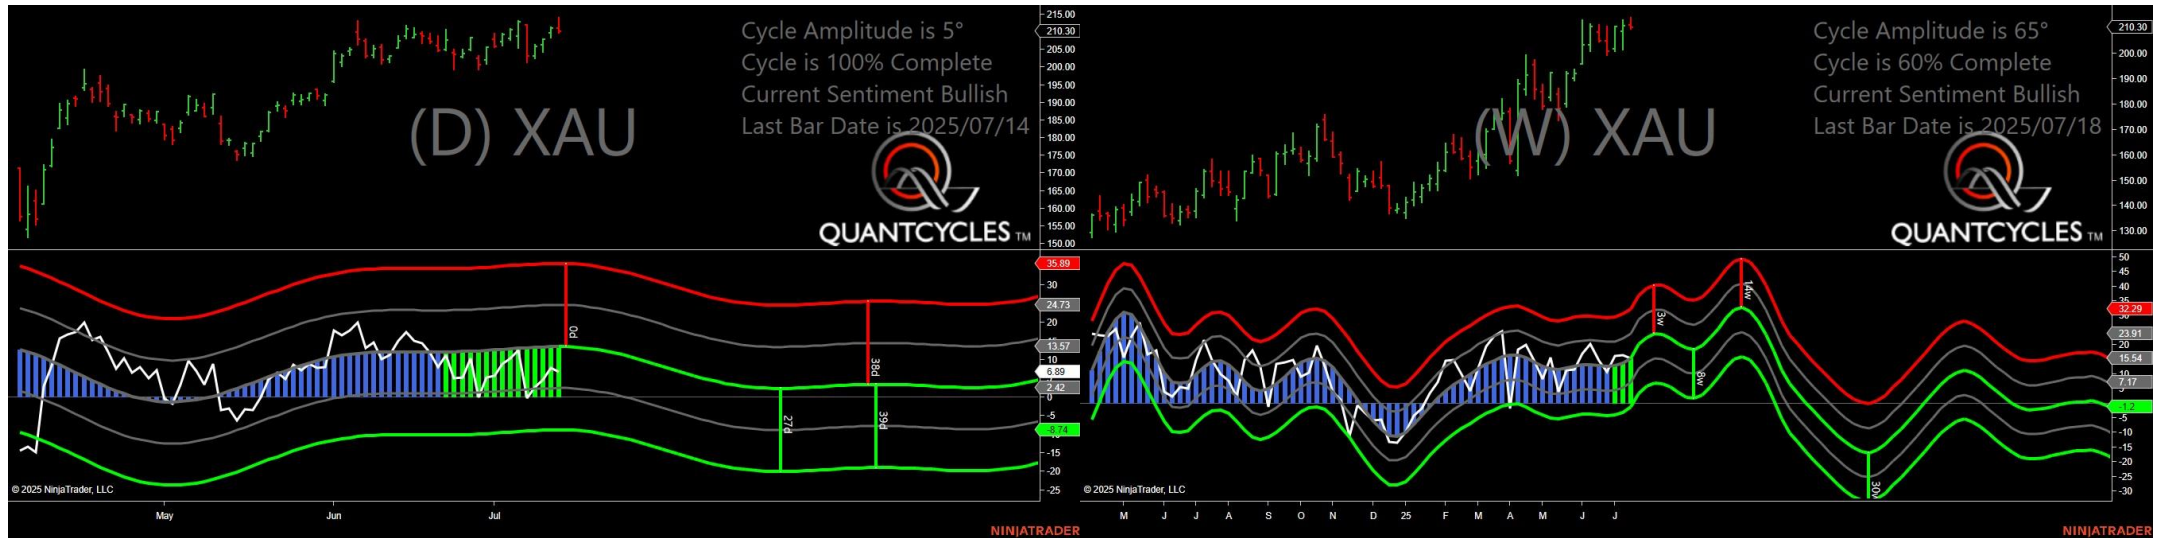 Cycle Amplitude is 5°
Cycle is 100% Complete
Current Sentiment Bullish
Last Bar Date is 2025/07/14
(D) XAU
QUANTCYCLES TM
215.00
210.30
205.00
200.00
195.00
190.00
185.00
180.00
175.00
170.00
165.00
160.00
155.00
150.00
35.89
30
24.73
20
13.57
10
6.89
2.42
0
-5
-8.74
-15
-20
-25
0d
27d
38d
39d
© 2025 NinjaTrader, LLC
May
Jun
Jul
NINJATRADER
Cycle Amplitude is 65°
Cycle is 60% Complete
Current Sentiment Bullish
Last Bar Date is 2025/07/18
(W) XAU
QUANTCYCLES TM
210.30
200.00
190.00
180.00
170.00
160.00
150.00
140.00
130.00
50
45
40
35
32.29
23.91
20
15.54
7.17
-1.2
-5
-10
-15
-20
-25
-30
3w
8w
14w
© 2025 NinjaTrader, LLC
M
J
J
A
S
O
N
D
25
F
M
A
M
J
J
NINJATRADER